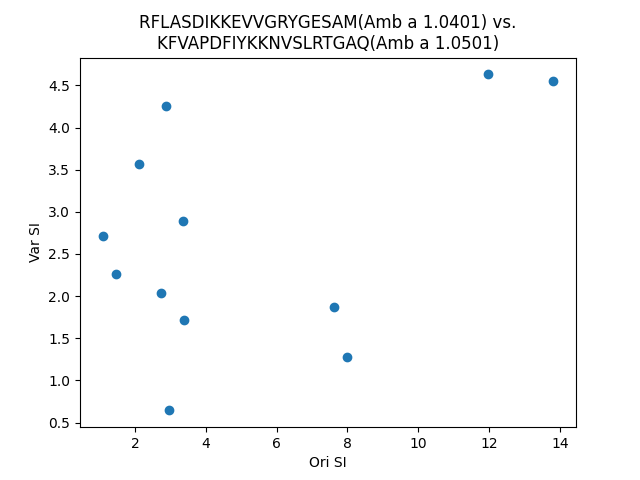 RFLASDIKKEVVGRYGESAM(Amb a 1.0401) vs.
KFVAPDFIYKKNVSLRTGAQ(Amb a 1.0501)
4.5
4.0
3.5
3.0
2.5
2.0
1.5
1.0
0.5
Var SI
2 4 6 8 10 12 14
Ori SI